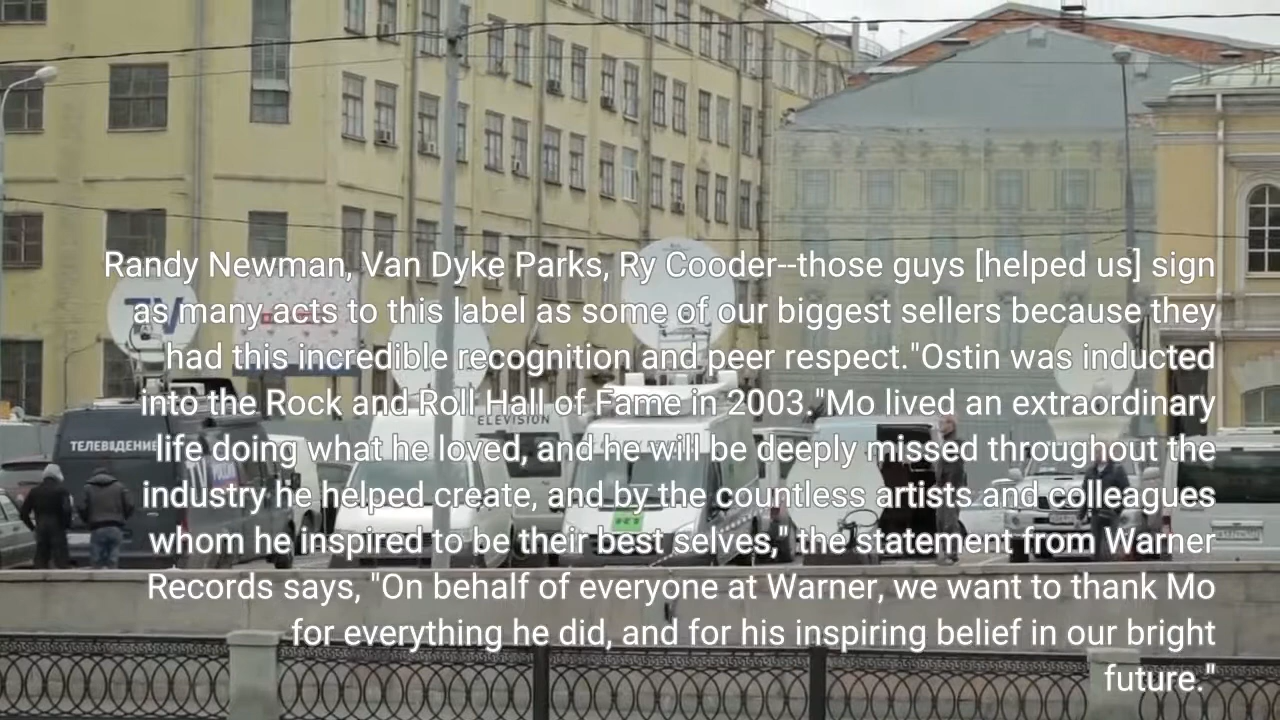 Randy Newman, Van Dyke Parks, Ry Cooder--those guys [helped us] sign
as many acts to this label as some of our biggest sellers because they
had this incredible recognition and peer respect."Ostin was inducted
into the Rock and Roll Hall of Fame in 2003."Mo lived an extraordinary
life doing what he loved, and he will be deeply missed throughout the
industry he helped create, and by the countless artists and colleagues
whom he inspired to be their best selves," the statement from Warner
Records says, "On behalf of everyone at Warner, we want to thank Mo
for everything he did, and for his inspiring belief in our bright
future."
TV
ELEVISION
ТЕЛЕВИДЕНИЕ